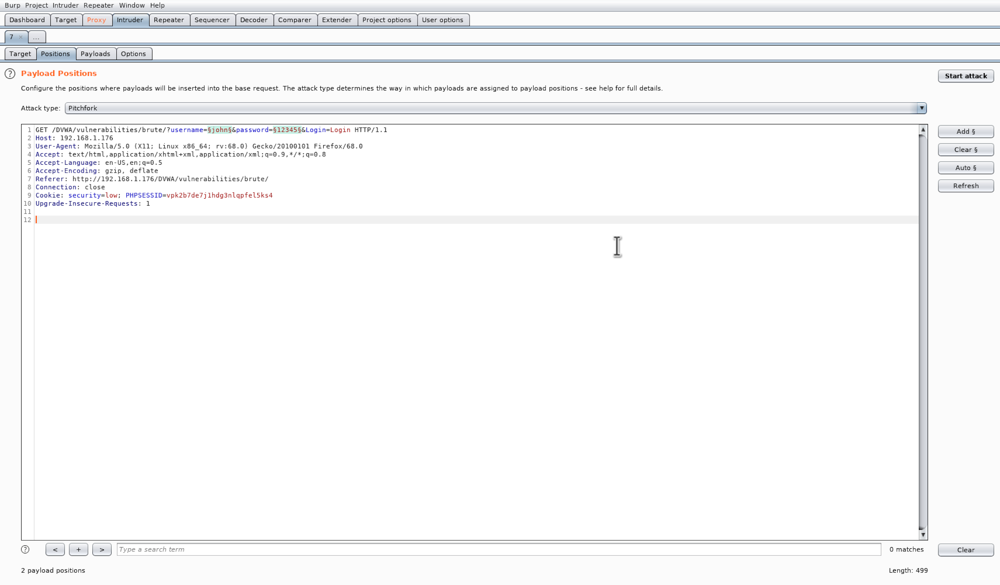 Burp Project Intruder Repeater Window Help
Dashboard Target Proxy Intruder Repeater Sequencer Decoder Comparer Extender Project options User options
7 × ...
Target Positions Payloads Options
? Payload Positions
Start attack
Configure the positions where payloads will be inserted into the base request. The attack type determines the way in which payloads are assigned to payload positions - see help for full details.
Attack type: Pitchfork
1 GET /DVWA/vulnerabilities/brute/?username=§john§&password=§12345§&Login=Login HTTP/1.1
2 Host: 192.168.1.176
3 User-Agent: Mozilla/5.0 (X11; Linux x86_64; rv:68.0) Gecko/20100101 Firefox/68.0
4 Accept: text/html,application/xhtml+xml,application/xml;q=0.9,*/*;q=0.8
5 Accept-Language: en-US,en;q=0.5
6 Accept-Encoding: gzip, deflate
7 Referer: http://192.168.1.176/DVWA/vulnerabilities/brute/
8 Connection: close
9 Cookie: security=low; PHPSESSID=vpk2b7de7j1hdg3nlqpfel5ks4
10 Upgrade-Insecure-Requests: 1
11
12
Add §
Clear §
Auto §
Refresh
? < + > Type a search term 0 matches Clear
2 payload positions Length: 499